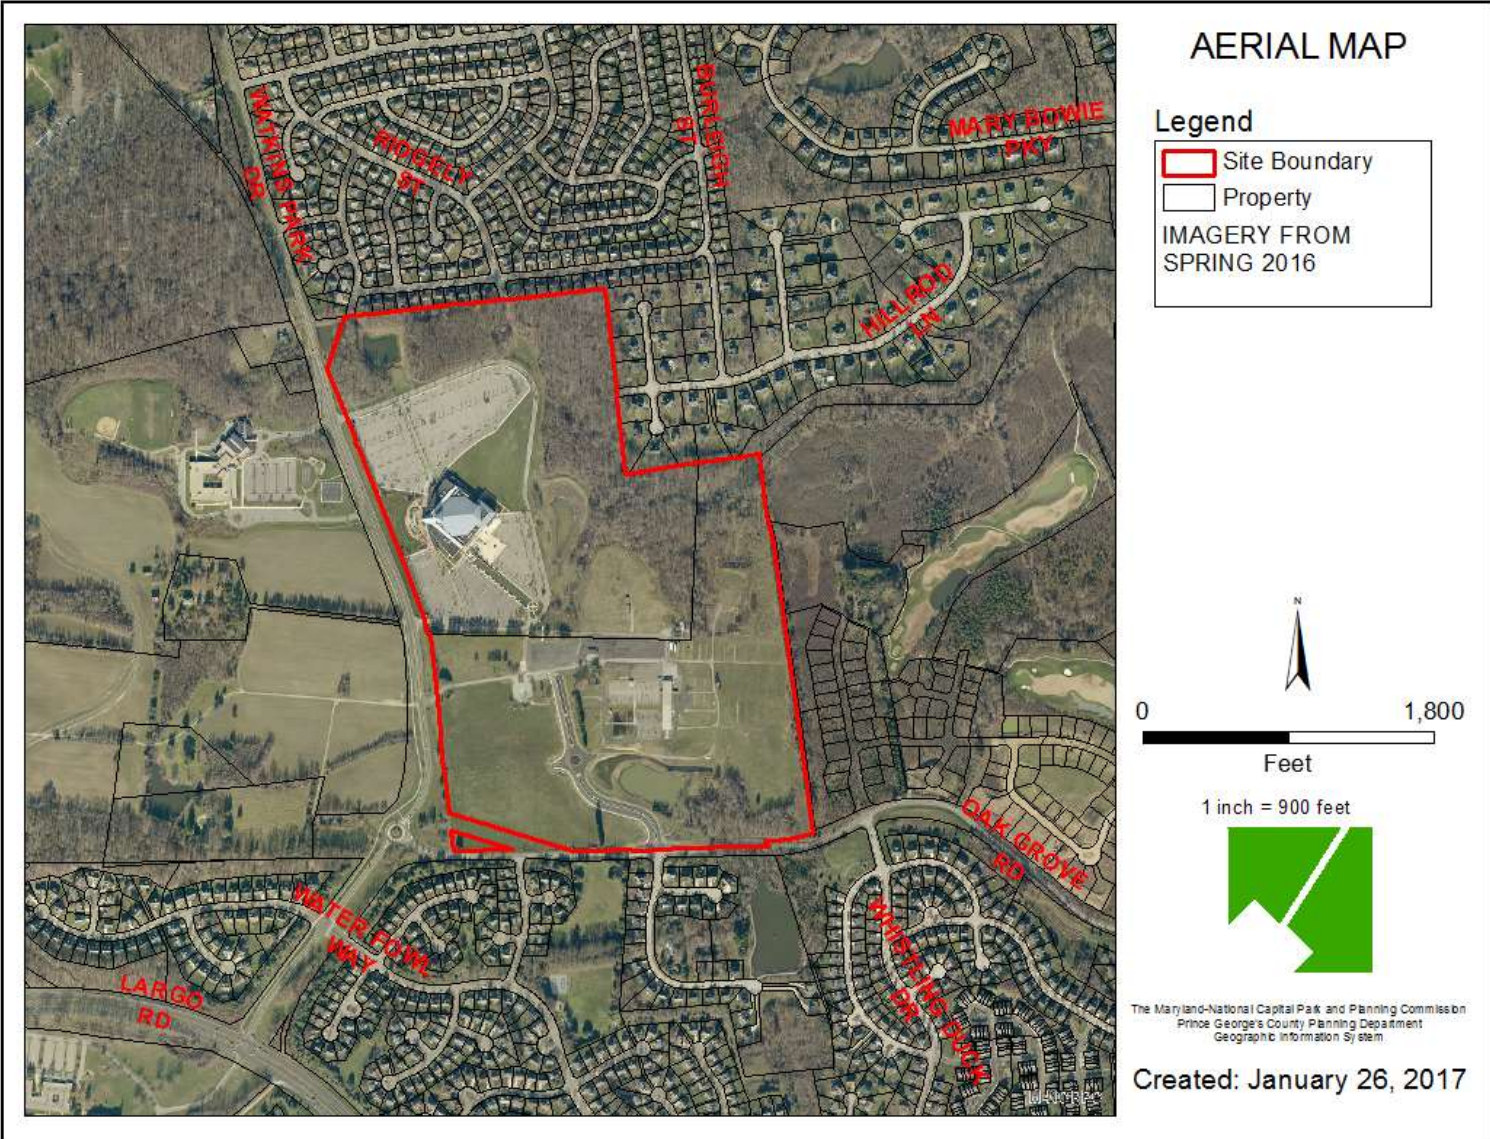 AERIAL MAP
Legend
Site Boundary
Property
IMAGERY FROM
SPRING 2016
N
0 1,800
Feet
1 inch = 900 feet
The Maryland-National Capital Park and Planning Commission
Prince George's County Planning Department
Geographic Information System
Created: January 26, 2017
WATKINS PARK
DR
RIDGELY
ST
BURLEIGH
ST
MARY BOWIE
PKY
HILLROD
LN
OAK GROVE
RD
WATER FOWL
WAY
WHISTLING DUCK
DR
LARGO
RD